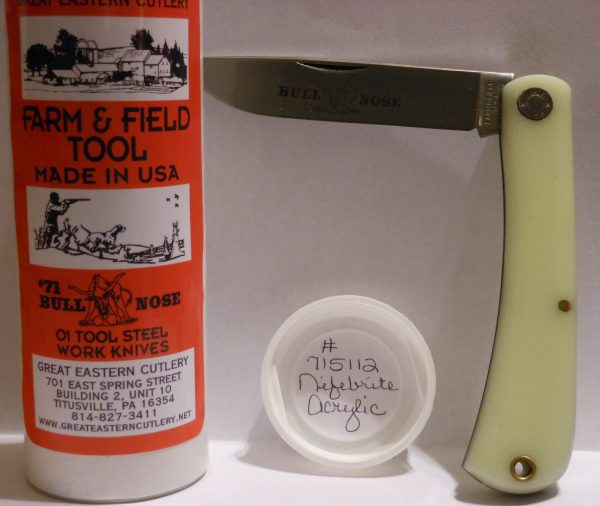 GREAT EASTERN CUTLERY
FARM & FIELD
TOOL
MADE IN USA
'71
BULL NOSE
O1 TOOL STEEL
WORK KNIVES
GREAT EASTERN CUTLERY
701 EAST SPRING STREET
BUILDING 2, UNIT 10
TITUSVILLE, PA 16354
814-827-3411
WWW.GREATEASTERNCUTLERY.NET
BULL NOSE
#
715112
Nifebrite
Acrylic